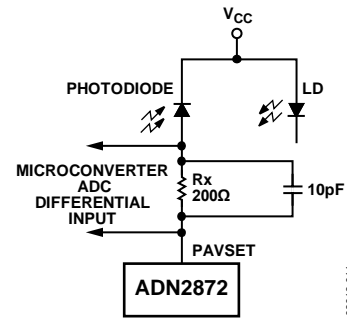 VCC
PHOTODIODE
LD
MICROCONVERTER
ADC
DIFFERENTIAL
INPUT
Rx
200Ω
10pF
PAVSET
ADN2872